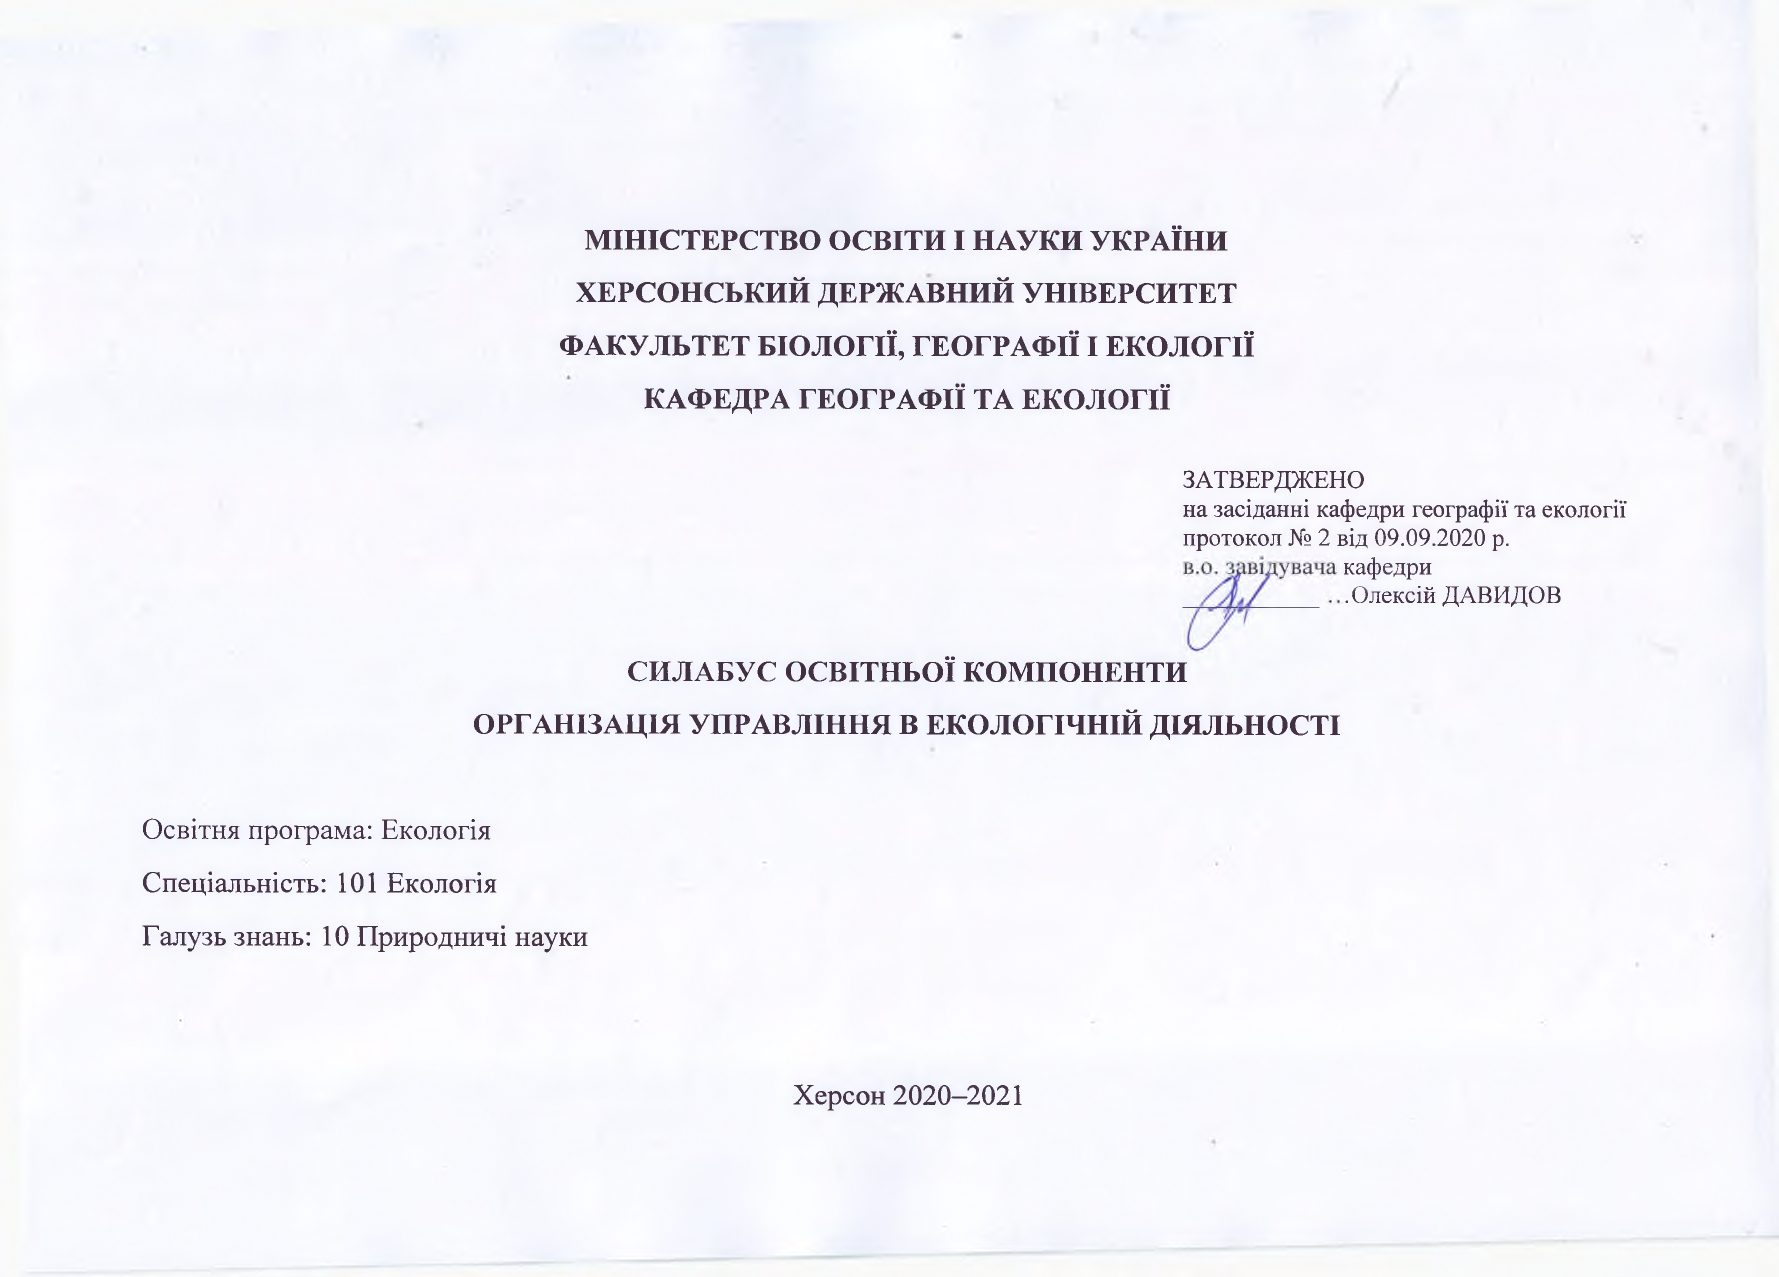 МІНІСТЕРСТВО ОСВІТИ І НАУКИ УКРАЇНИ
ХЕРСОНСЬКИЙ ДЕРЖАВНИЙ УНІВЕРСИТЕТ
ФАКУЛЬТЕТ БІОЛОГІЇ, ГЕОГРАФІЇ І ЕКОЛОГІЇ
КАФЕДРА ГЕОГРАФІЇ ТА ЕКОЛОГІЇ
ЗАТВЕРДЖЕНО
на засіданні кафедри географії та екології
протокол № 2 від 09.09.2020 р.
в.о. завідувача кафедри
___________ …Олексій ДАВИДОВ
СИЛАБУС ОСВІТНЬОЇ КОМПОНЕНТИ
ОРГАНІЗАЦІЯ УПРАВЛІННЯ В ЕКОЛОГІЧНІЙ ДІЯЛЬНОСТІ
Освітня програма: Екологія
Спеціальність: 101 Екологія
Галузь знань: 10 Природничі науки
Херсон 2020–2021